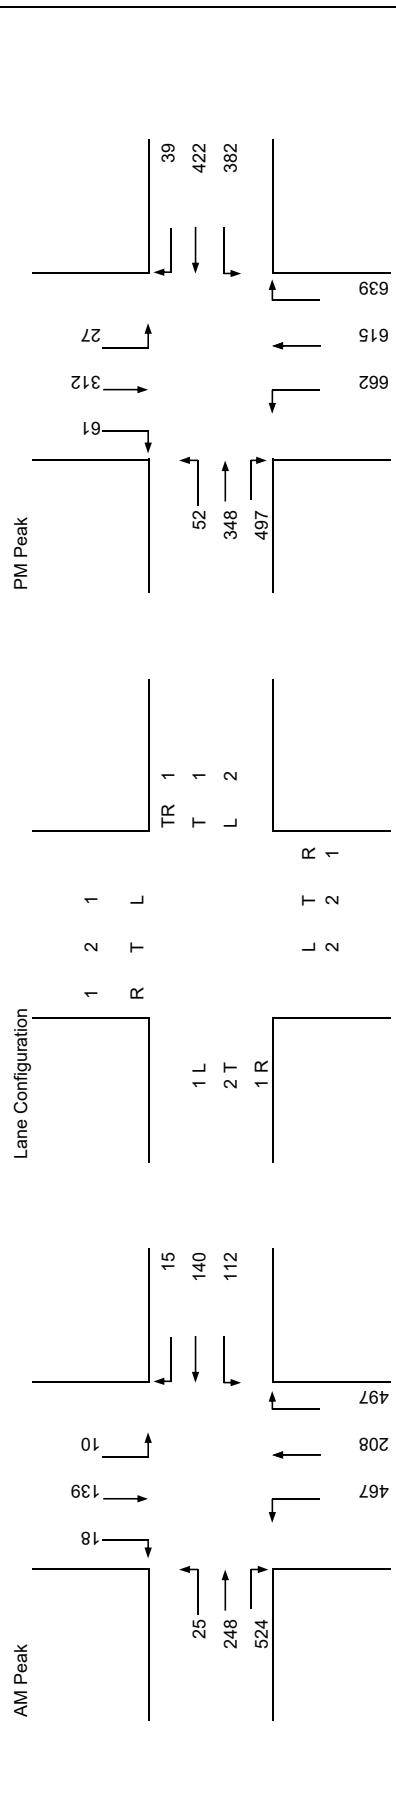 AM Peak
18
139
10
15
140
112
25
248
524
467
208
497
Lane Configuration
1 2 1
R T L
TR 1
T 1
L 2
1 L
2 T
1 R
L T R
2 2 1
PM Peak
61
312
27
39
422
382
52
348
497
662
615
639